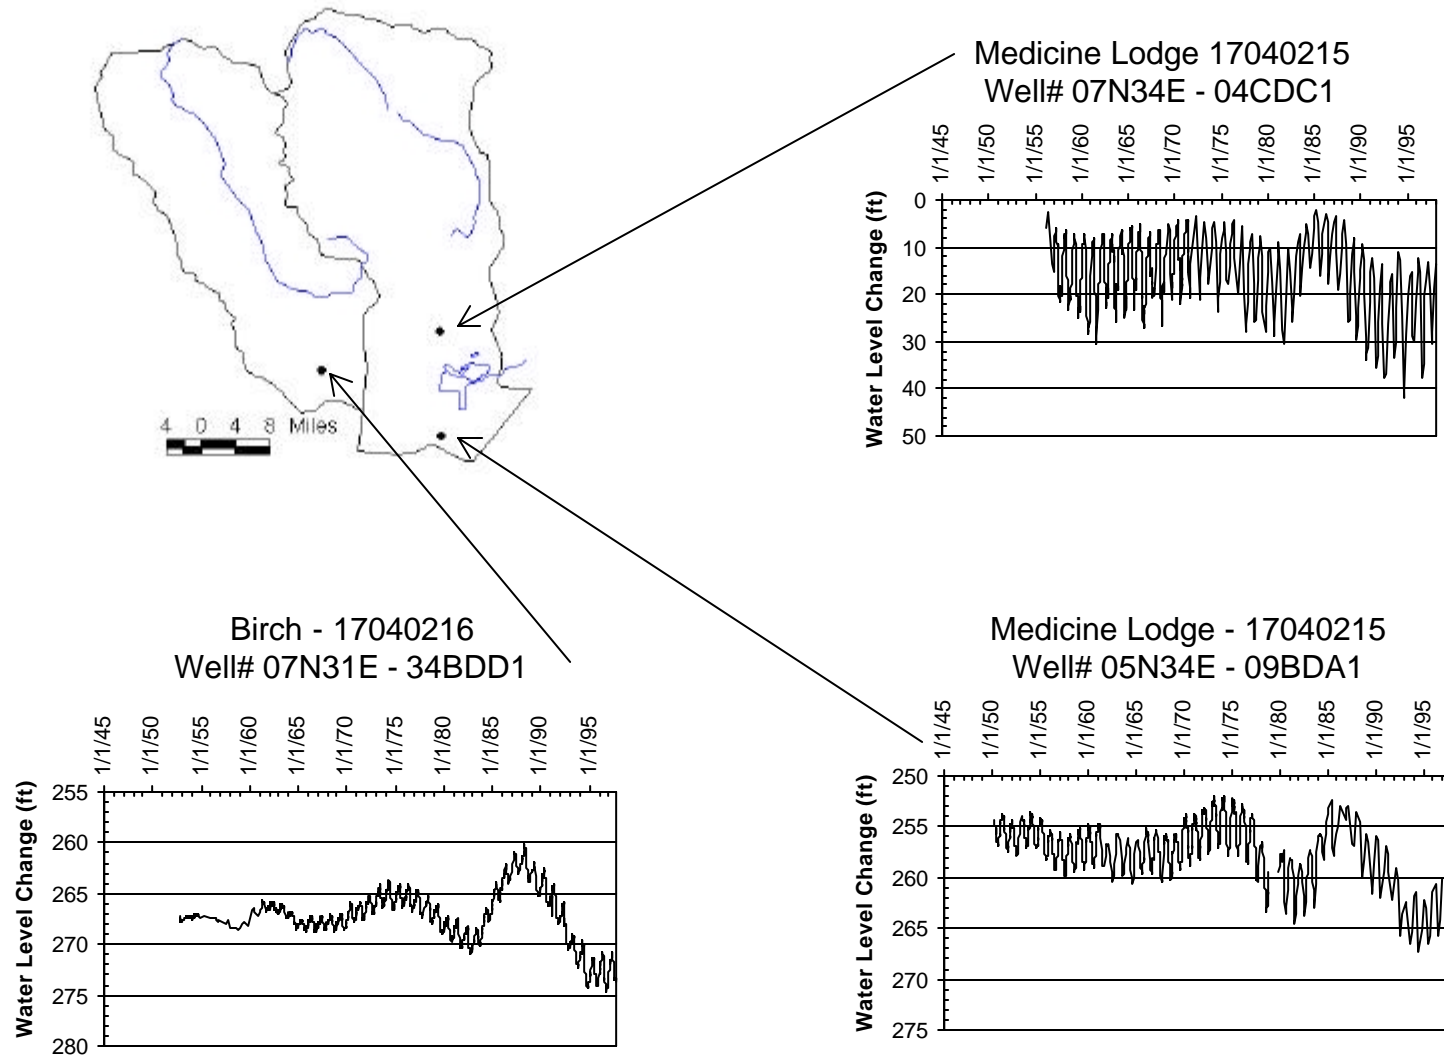 Medicine Lodge 17040215
Well# 07N34E - 04CDC1
1/1/45 1/1/50 1/1/55 1/1/60 1/1/65 1/1/70 1/1/75 1/1/80 1/1/85 1/1/90 1/1/95
Water Level Change (ft)
0
10
20
30
40
50
4 0 4 8 Miles
Birch - 17040216
Well# 07N31E - 34BDD1
1/1/45 1/1/50 1/1/55 1/1/60 1/1/65 1/1/70 1/1/75 1/1/80 1/1/85 1/1/90 1/1/95
Water Level Change (ft)
255
260
265
270
275
280
Medicine Lodge - 17040215
Well# 05N34E - 09BDA1
1/1/45 1/1/50 1/1/55 1/1/60 1/1/65 1/1/70 1/1/75 1/1/80 1/1/85 1/1/90 1/1/95
Water Level Change (ft)
250
255
260
265
270
275